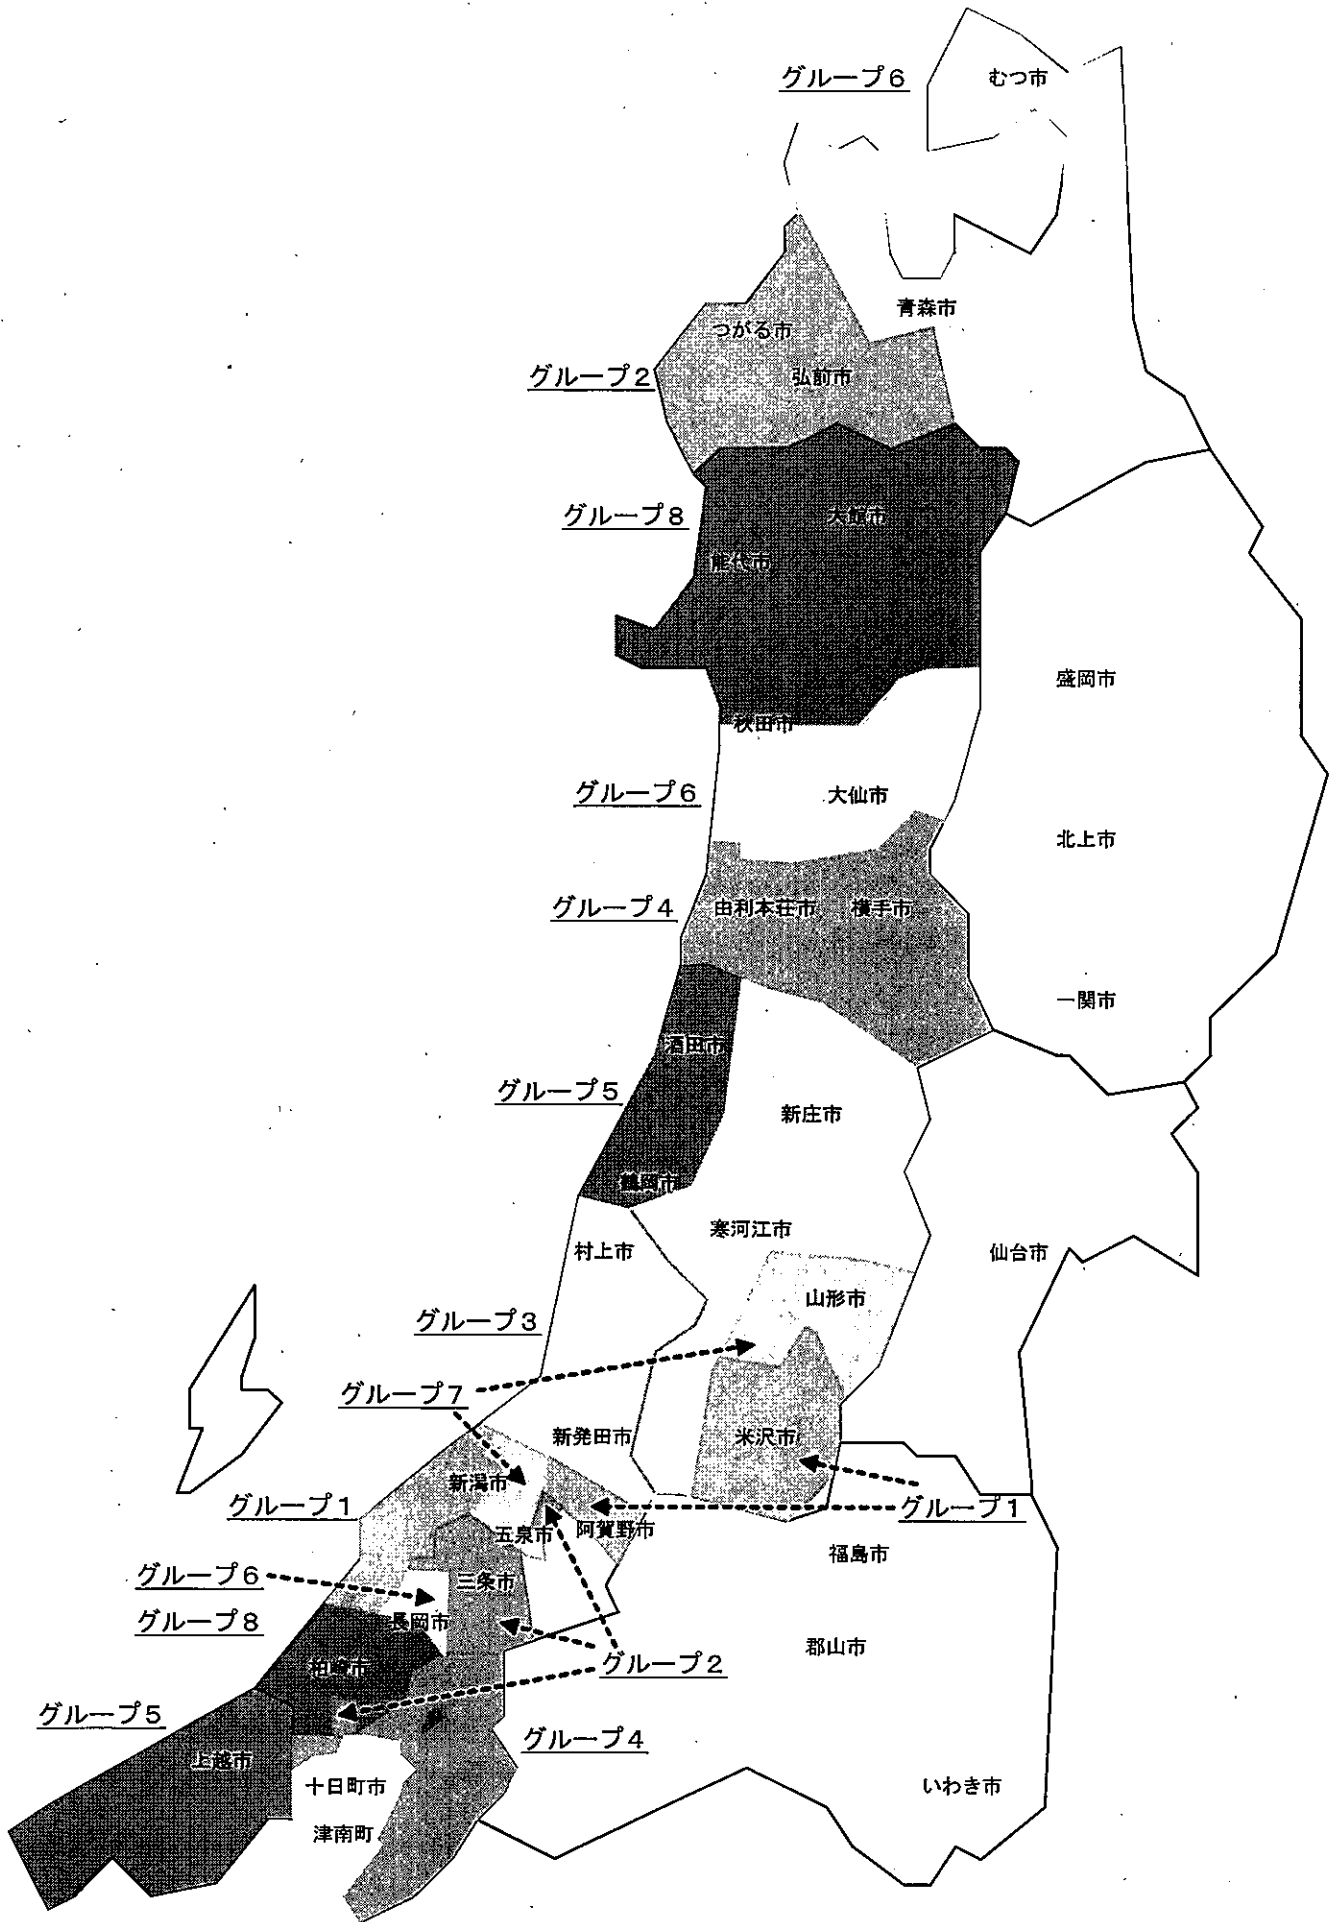 グループ6
むつ市
青森市
つがる市
グループ2
弘前市
グループ8
大館市
能代市
盛岡市
秋田市
グループ6
大仙市
北上市
グループ4
由利本荘市
横手市
一関市
酒田市
グループ5
新庄市
鶴岡市
寒河江市
村上市
仙台市
山形市
グループ3
グループ7
新発田市
米沢市
新潟市
グループ1
グループ1
五泉市
阿賀野市
福島市
グループ6
三条市
グループ8
長岡市
郡山市
柏崎市
グループ2
グループ5
グループ4
上越市
十日町市
いわき市
津南町